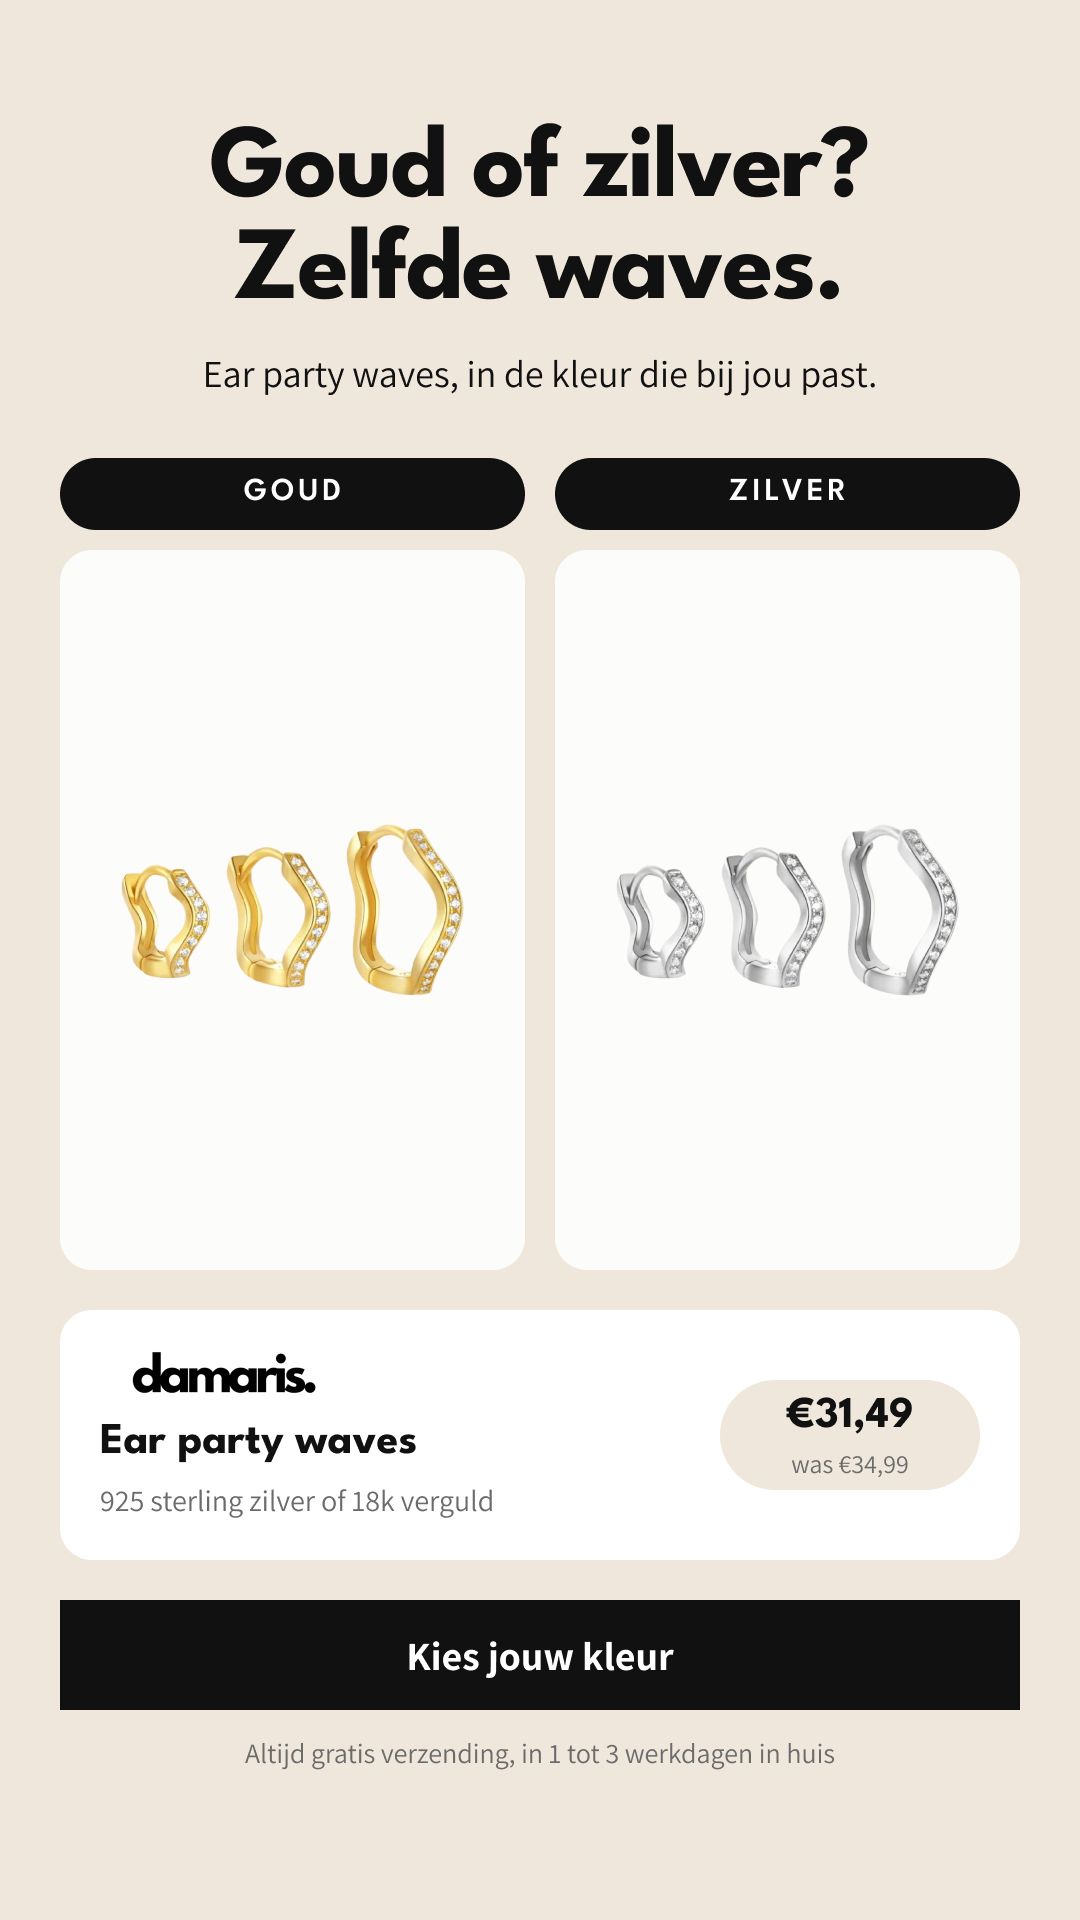 Goud of zilver?
Zelfde waves.
Ear party waves, in de kleur die bij jou past.
GOUD
ZILVER
damaris.
Ear party waves
925 sterling zilver of 18k verguld
€31,49
was €34,99
Kies jouw kleur
Altijd gratis verzending, in 1 tot 3 werkdagen in huis